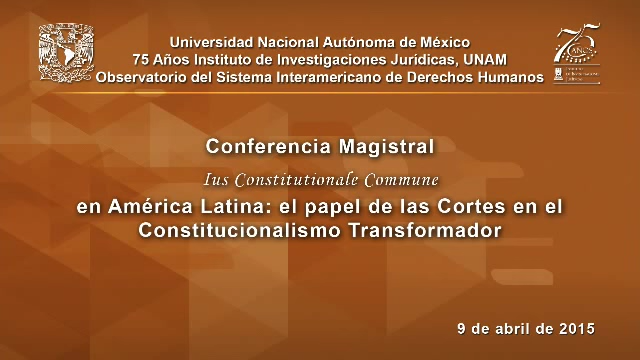 Universidad Nacional Autónoma de México
75 Años Instituto de Investigaciones Jurídicas, UNAM
Observatorio del Sistema Interamericano de Derechos Humanos
75
AÑOS
Conferencia Magistral
Ius Constitutionale Commune
en América Latina: el papel de las Cortes en el
Constitucionalismo Transformador
9 de abril de 2015